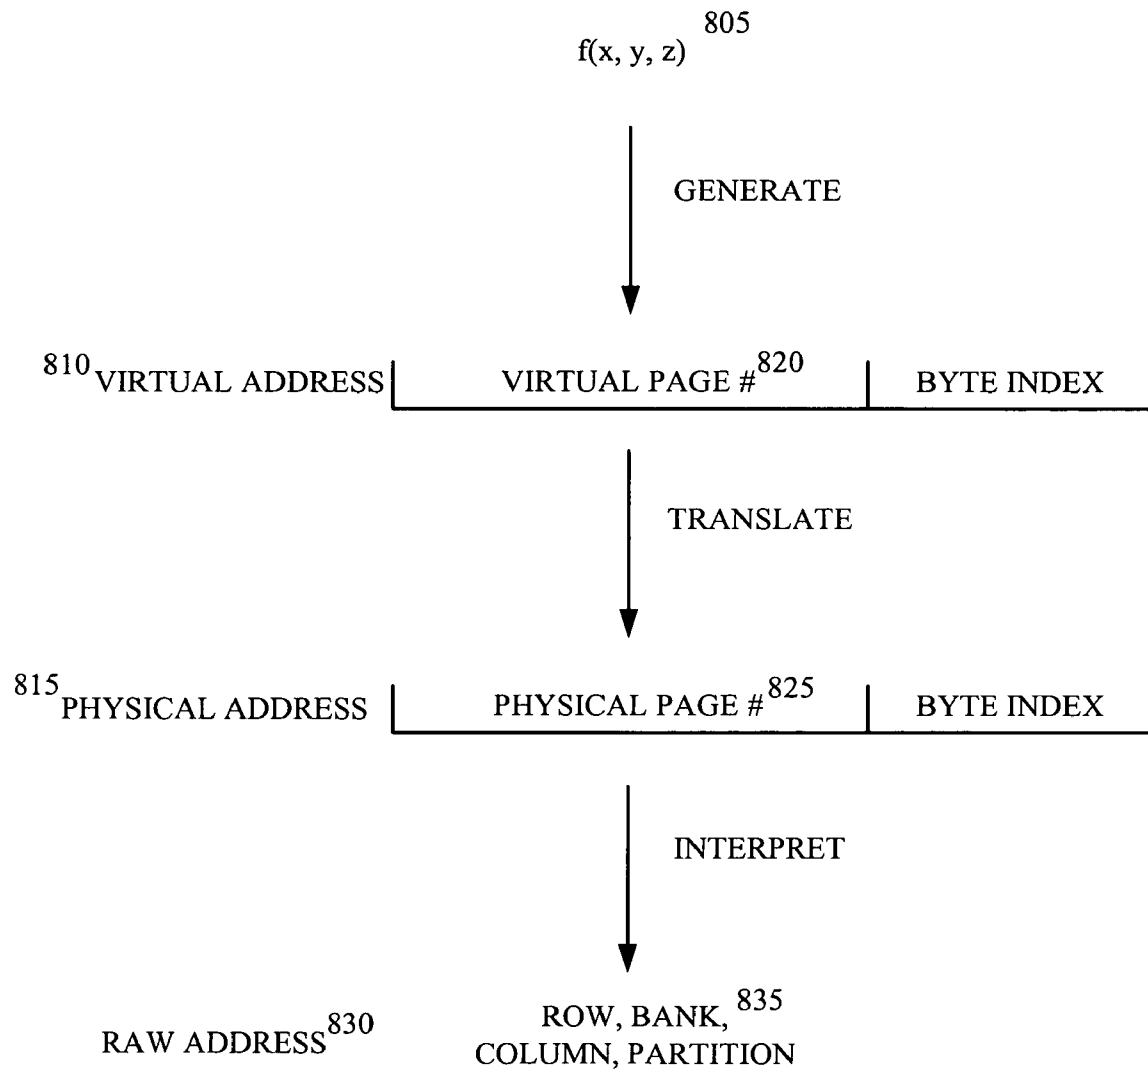 805
f(x, y, z)
GENERATE
810 VIRTUAL ADDRESS VIRTUAL PAGE # 820 BYTE INDEX
TRANSLATE
815 PHYSICAL ADDRESS PHYSICAL PAGE # 825 BYTE INDEX
INTERPRET
RAW ADDRESS 830
ROW, BANK, 835
COLUMN, PARTITION